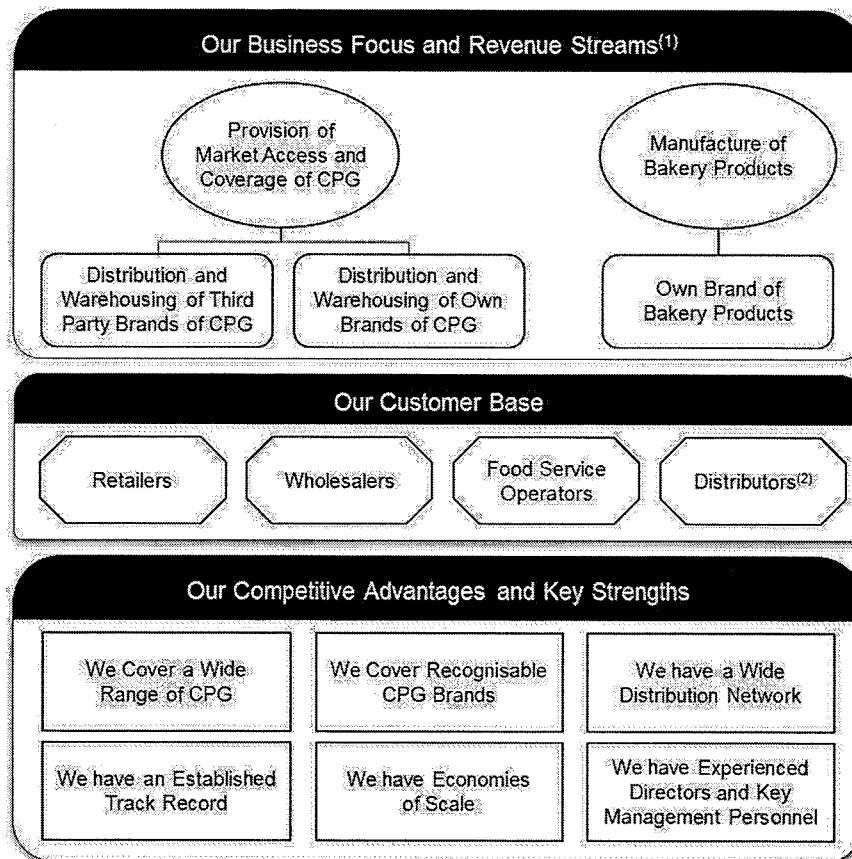 Our Business Focus and Revenue Streams(1)
Provision of
Market Access and
Coverage of CPG
Manufacture of
Bakery Products
Distribution and
Warehousing of Third
Party Brands of CPG
Distribution and
Warehousing of Own
Brands of CPG
Own Brand of
Bakery Products
Our Customer Base
Retailers
Wholesalers
Food Service
Operators
Distributors(2)
Our Competitive Advantages and Key Strengths
We Cover a Wide
Range of CPG
We Cover Recognisable
CPG Brands
We have a Wide
Distribution Network
We have an Established
Track Record
We have Economies
of Scale
We have Experienced
Directors and Key
Management Personnel